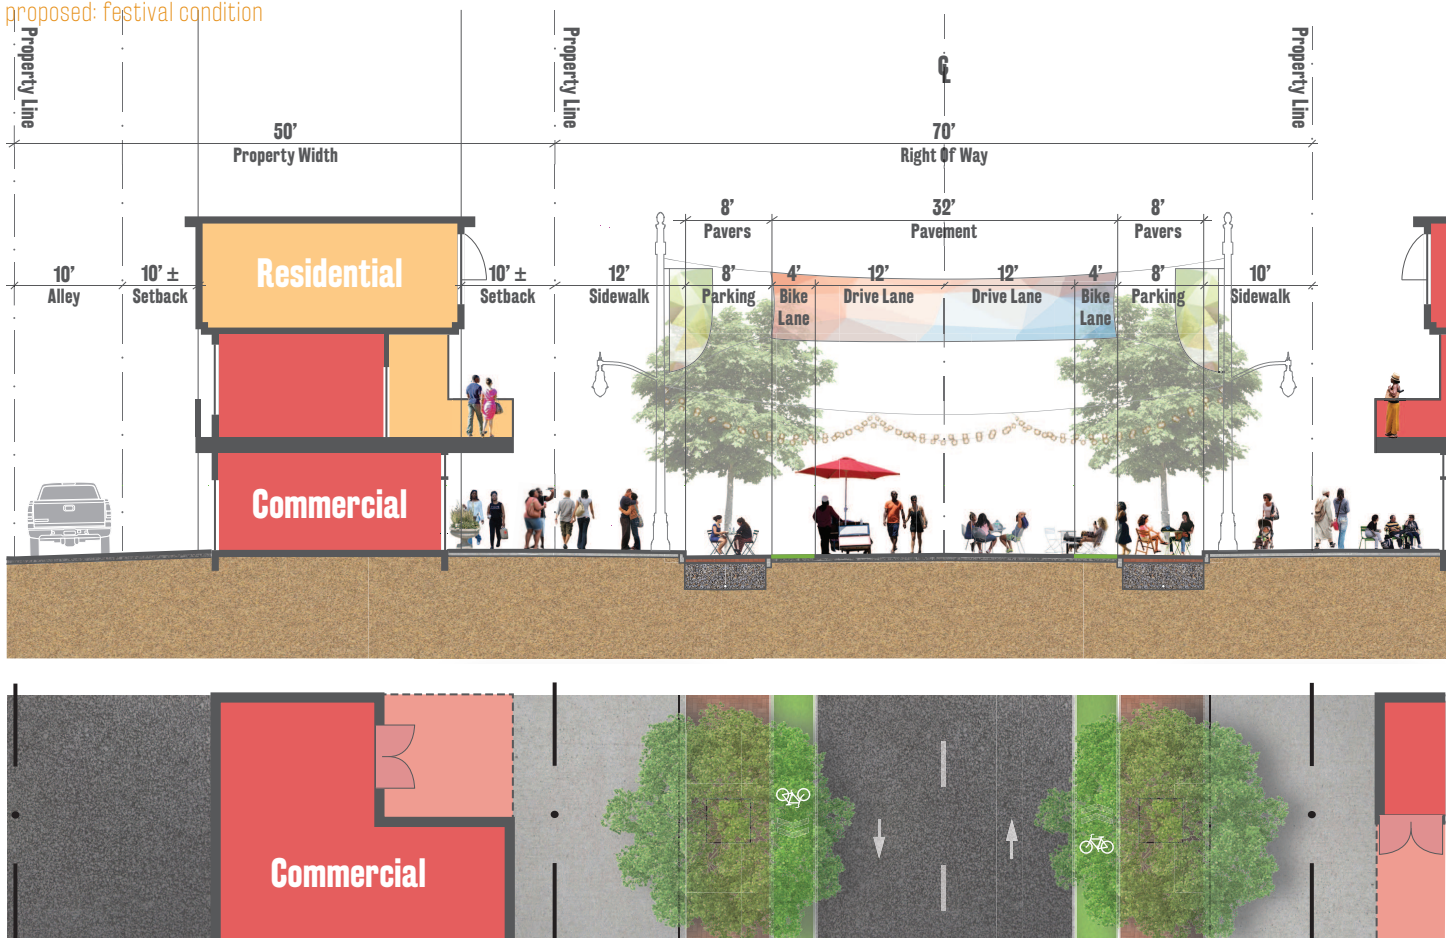 proposed: festival condition
Property Line
Property Line
Property Line
℄
50’
Property Width
70’
Right Of Way
8’
Pavers
32’
Pavement
8’
Pavers
10’
Alley
10’ ±
Setback
Residential
10’ ±
Setback
12’
Sidewalk
8’
Parking
4’
Bike
Lane
12’
Drive Lane
12’
Drive Lane
4’
Bike
Lane
8’
Parking
10’
Sidewalk
Commercial
Commercial